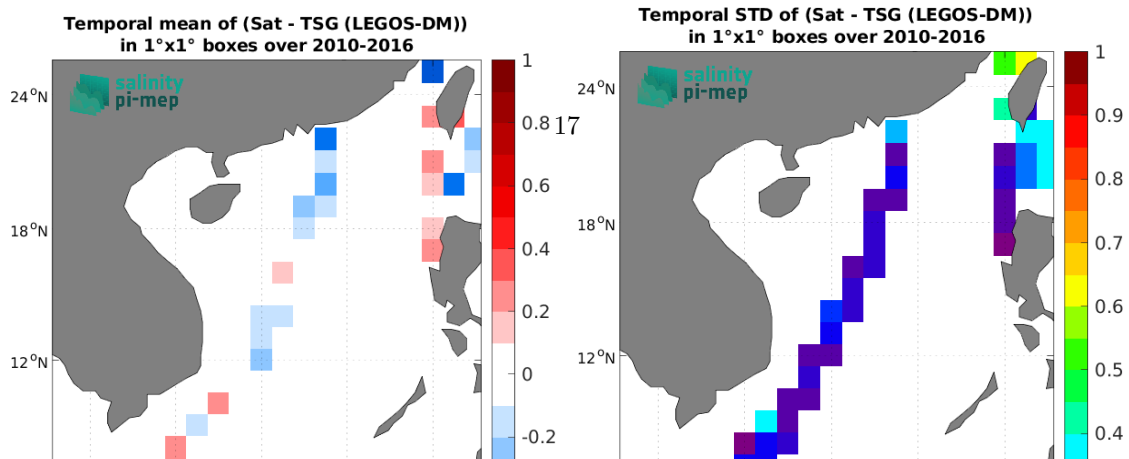 Temporal mean of (Sat - TSG (LEGOS-DM))
in 1°x1° boxes over 2010-2016
salinity
pi-mep
24°N
18°N
12°N
1
0.8
0.6
0.4
0.2
0
-0.2
17
Temporal STD of (Sat - TSG (LEGOS-DM))
in 1°x1° boxes over 2010-2016
salinity
pi-mep
24°N
18°N
12°N
1
0.9
0.8
0.7
0.6
0.5
0.4